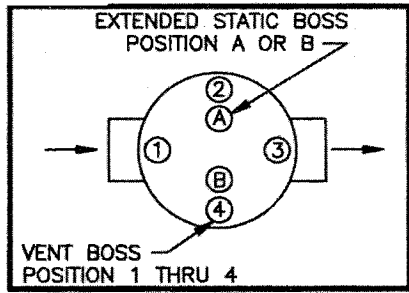 EXTENDED STATIC BOSS
POSITION A OR B
2
A
1
3
B
4
VENT BOSS
POSITION 1 THRU 4